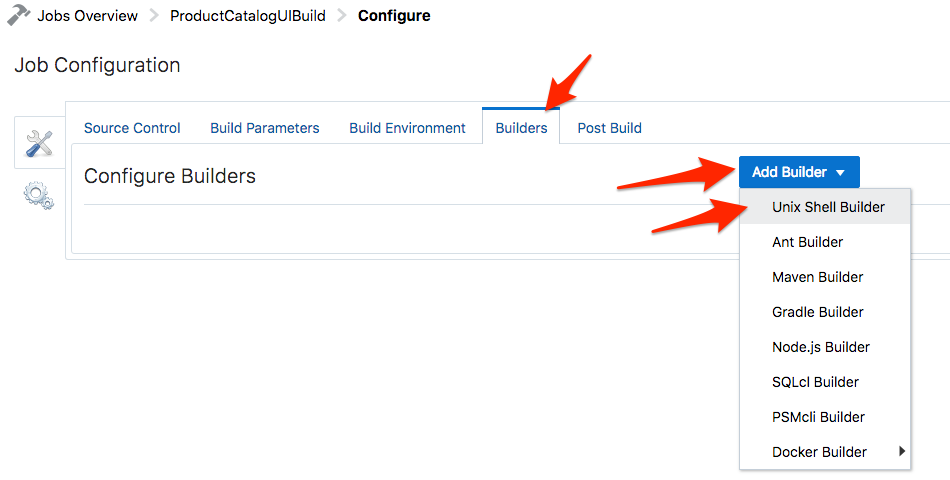 Jobs Overview ProductCatalogUIBuild Configure
Job Configuration
Source Control Build Parameters Build Environment Builders Post Build
Configure Builders
Add Builder
Unix Shell Builder
Ant Builder
Maven Builder
Gradle Builder
Node.js Builder
SQLcl Builder
PSMcli Builder
Docker Builder